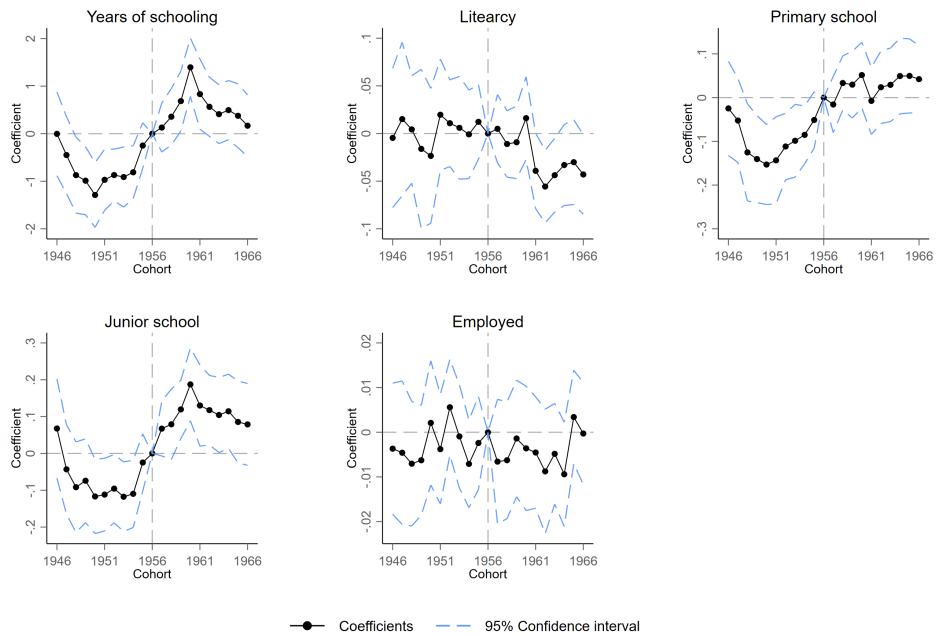 Years of schooling
Coefficient
2
1
0
-1
-2
1946 1951 1956 1961 1966
Cohort
Litearcy
Coefficient
.1
.05
0
-.05
-.1
1946 1951 1956 1961 1966
Cohort
Primary school
Coefficient
.1
0
-.1
-.2
-.3
1946 1951 1956 1961 1966
Cohort
Junior school
Coefficient
.3
.2
.1
0
-.1
-.2
1946 1951 1956 1961 1966
Cohort
Employed
Coefficient
.02
.01
0
-.01
-.02
1946 1951 1956 1961 1966
Cohort
Coefficients 95% Confidence interval